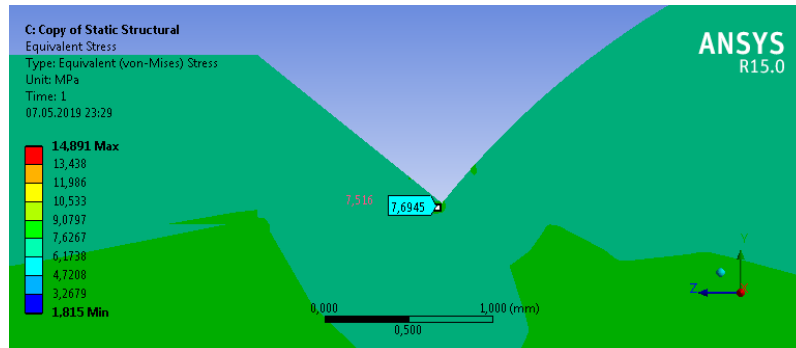 C: Copy of Static Structural
Equivalent Stress
Type: Equivalent (von-Mises) Stress
Unit: MPa
Time: 1
07.05.2019 23:29
ANSYS
R15.0
14,891 Max
13,438
11,986
10,533
9,0797
7,6267
6,1738
4,7208
3,2679
1,815 Min
7,516
7,6945
0,000
1,000 (mm)
0,500
Y
Z
X